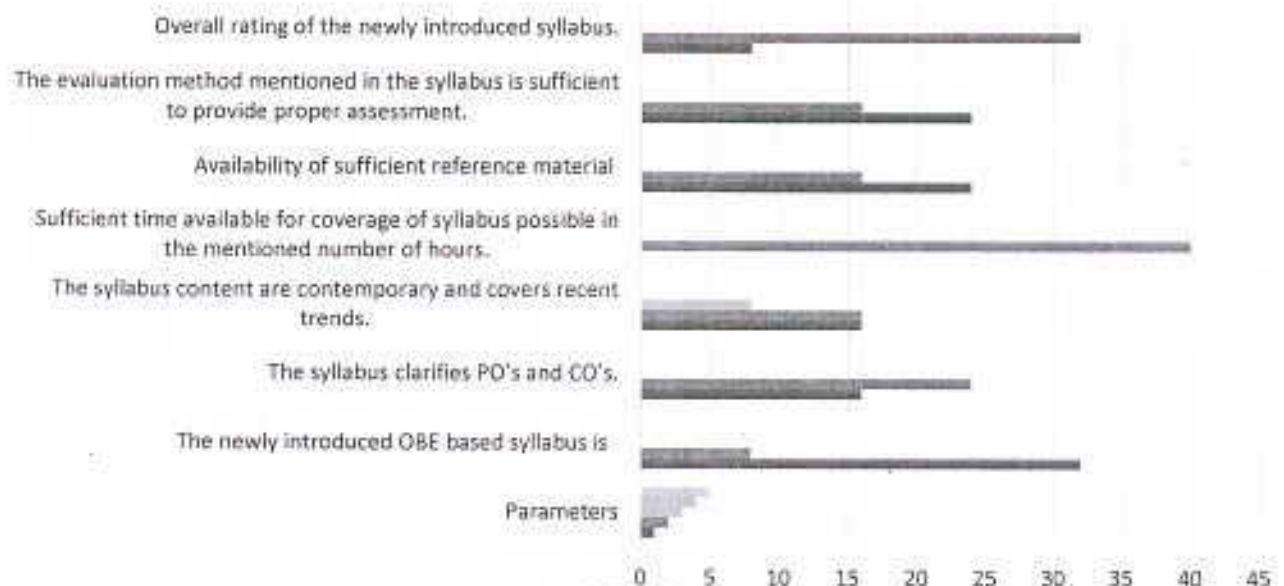 Overall rating of the newly introduced syllabus.
The evaluation method mentioned in the syllabus is sufficient
to provide proper assessment.
Availability of sufficient reference material
Sufficient time available for coverage of syllabus possible in
the mentioned number of hours.
The syllabus content are contemporary and covers recent
trends.
The syllabus clarifies PO's and CO's.
The newly introduced OBE based syllabus is
Parameters
0 5 10 15 20 25 30 35 40 45